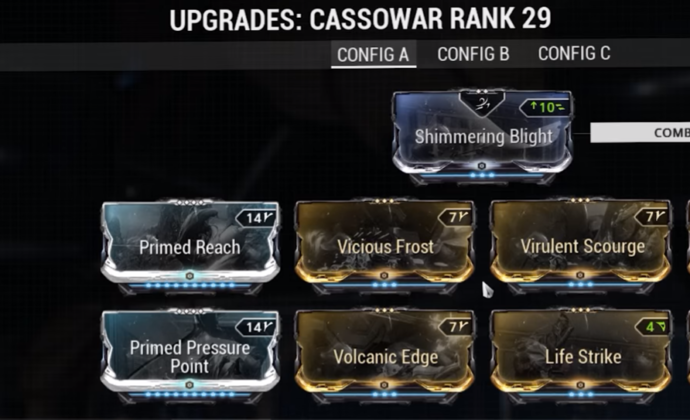 UPGRADES: CASSOWAR RANK 29
CONFIG A CONFIG B CONFIG C
↑10
Shimmering Blight
COMB
14 7 7
Primed Reach Vicious Frost Virulent Scourge
14 7 4
Primed Pressure
Point Volcanic Edge Life Strike